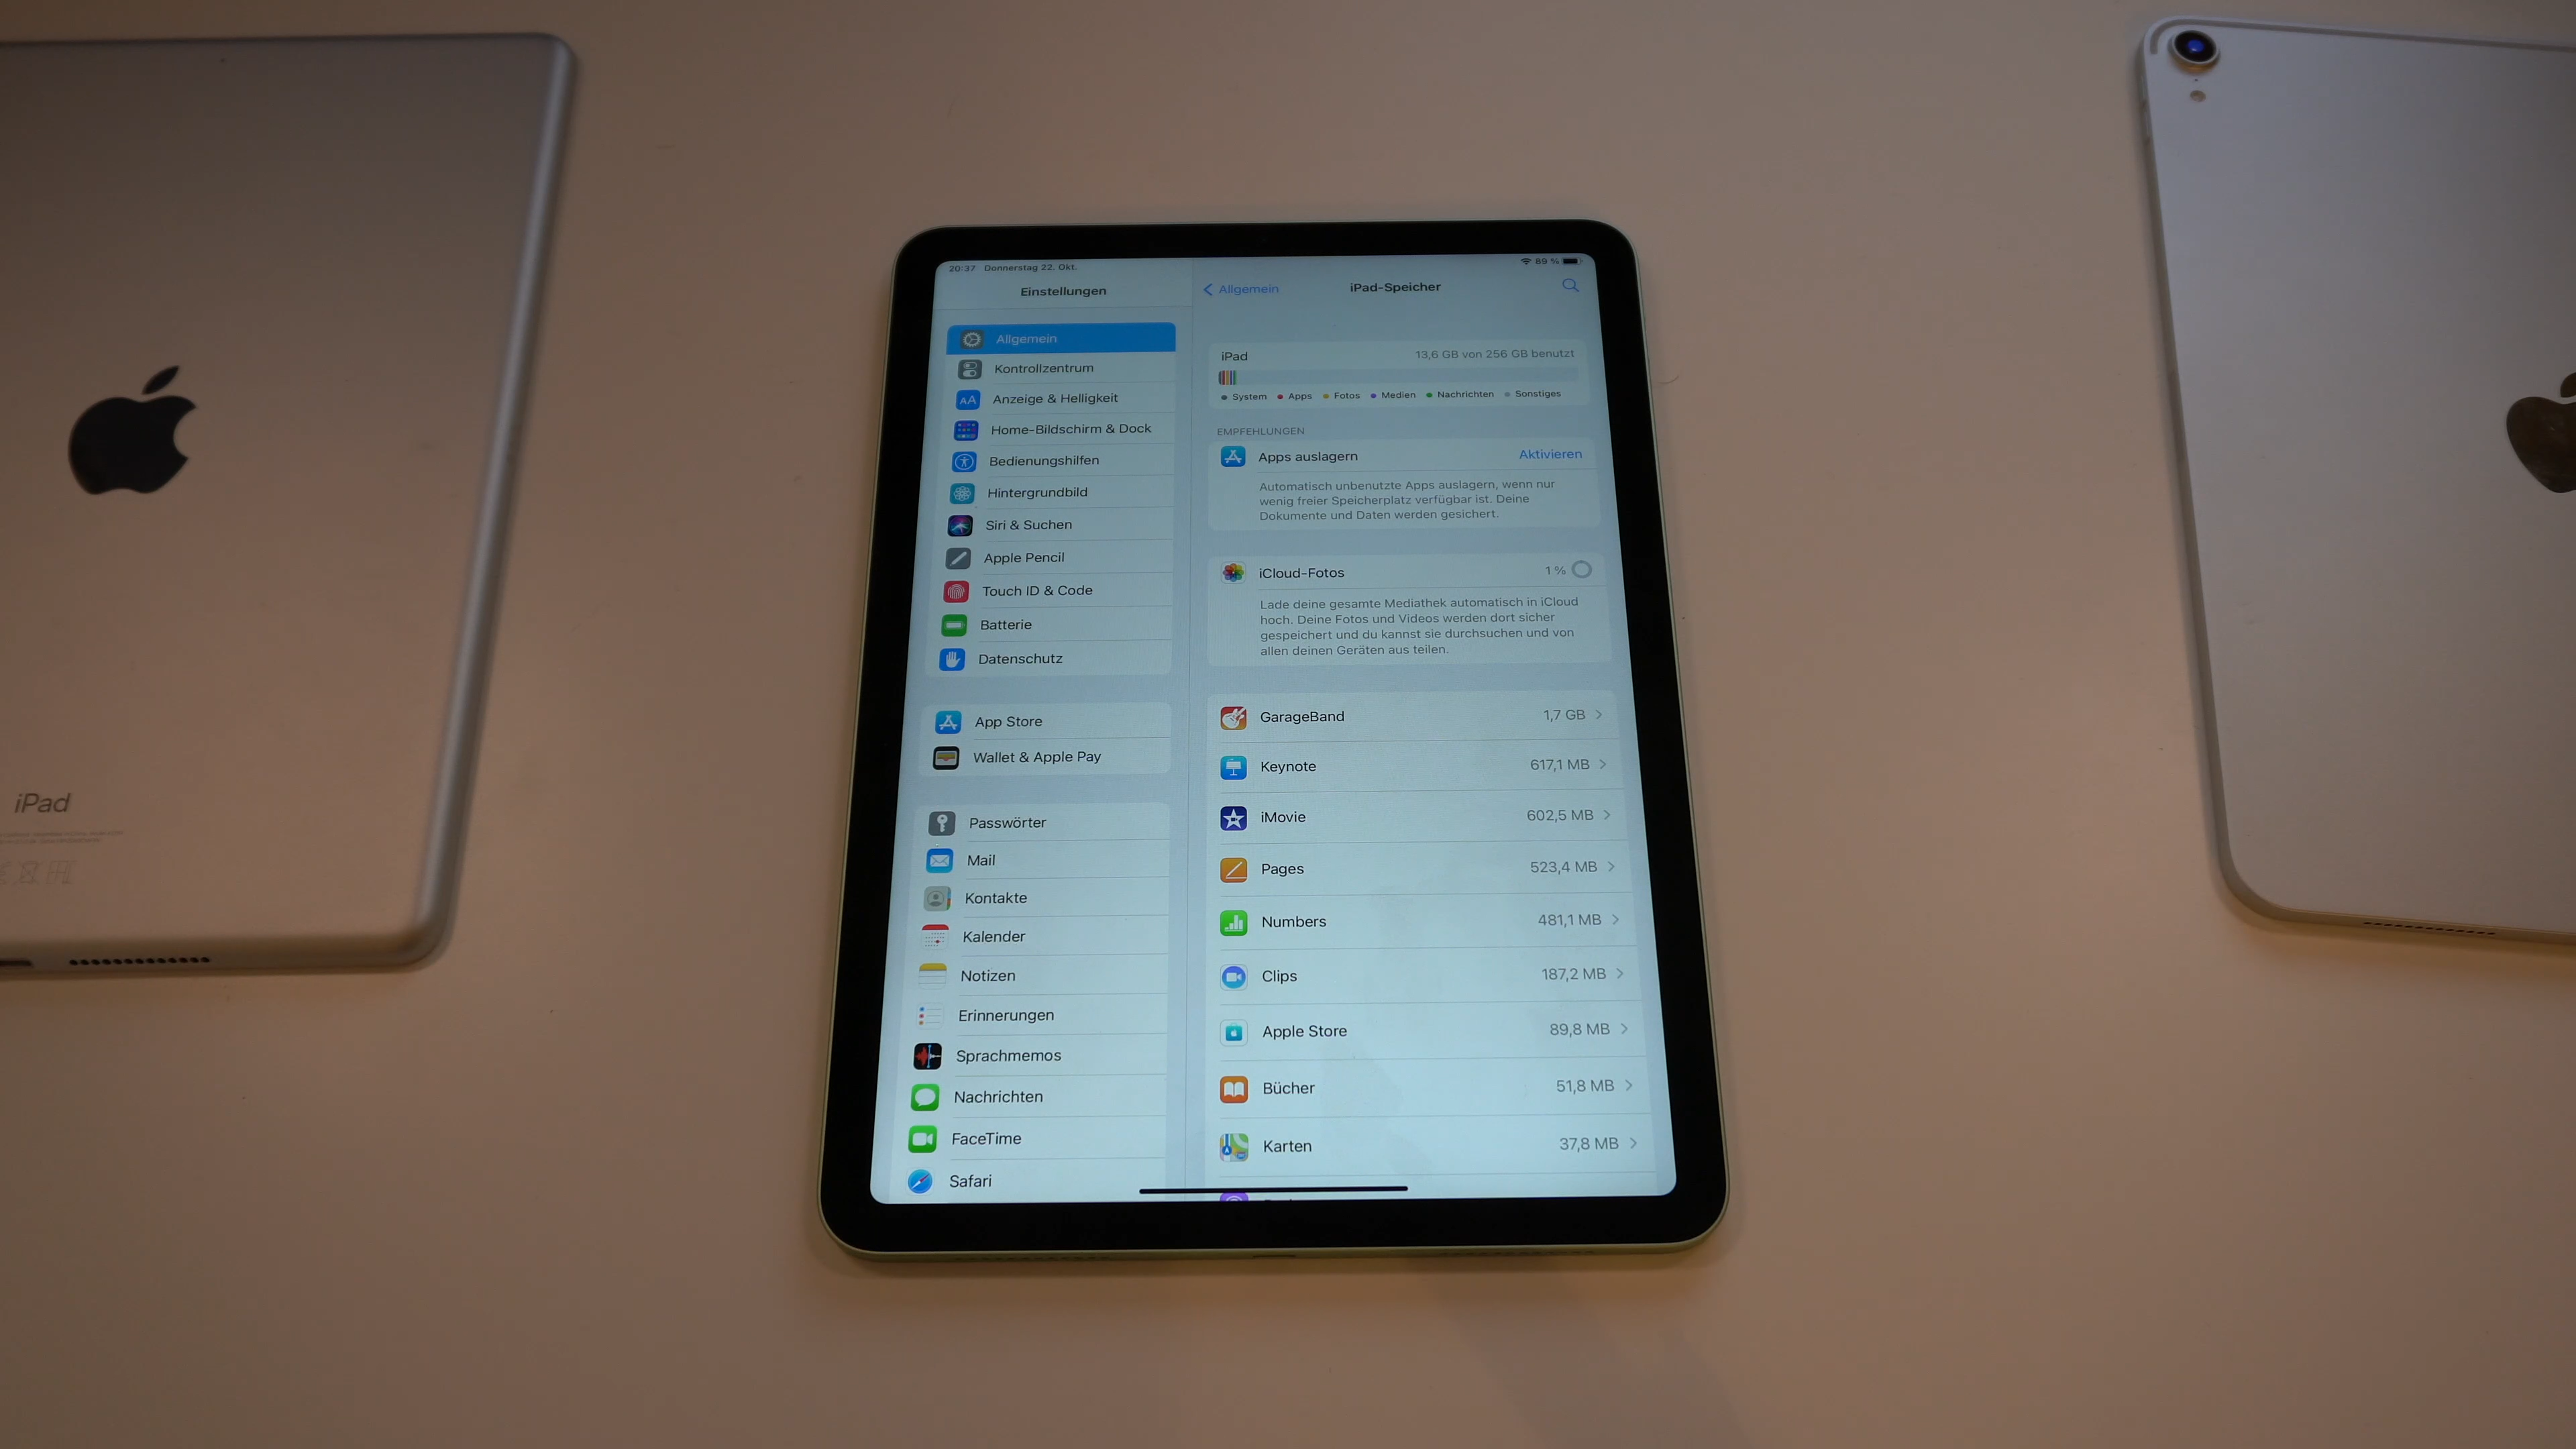 20:37 Donnerstag 22. Okt.
89 %
Einstellungen
Allgemein
Kontrollzentrum
AA Anzeige & Helligkeit
Home-Bildschirm & Dock
Bedienungshilfen
Hintergrundbild
Siri & Suchen
Apple Pencil
Touch ID & Code
Batterie
Datenschutz
App Store
Wallet & Apple Pay
Passwörter
Mail
Kontakte
Kalender
Notizen
Erinnerungen
Sprachmemos
Nachrichten
FaceTime
Safari
Allgemein
iPad-Speicher
iPad 13,6 GB von 256 GB benutzt
System Apps Fotos Medien Nachrichten Sonstiges
EMPFEHLUNGEN
Apps auslagern Aktivieren
Automatisch unbenutzte Apps auslagern, wenn nur
wenig freier Speicherplatz verfügbar ist. Deine
Dokumente und Daten werden gesichert.
iCloud-Fotos 1 %
Lade deine gesamte Mediathek automatisch in iCloud
hoch. Deine Fotos und Videos werden dort sicher
gespeichert und du kannst sie durchsuchen und von
allen deinen Geräten aus teilen.
GarageBand 1,7 GB
Keynote 617,1 MB
iMovie 602,5 MB
Pages 523,4 MB
Numbers 481,1 MB
Clips 187,2 MB
Apple Store 89,8 MB
Bücher 51,8 MB
Karten 37,8 MB
iPad